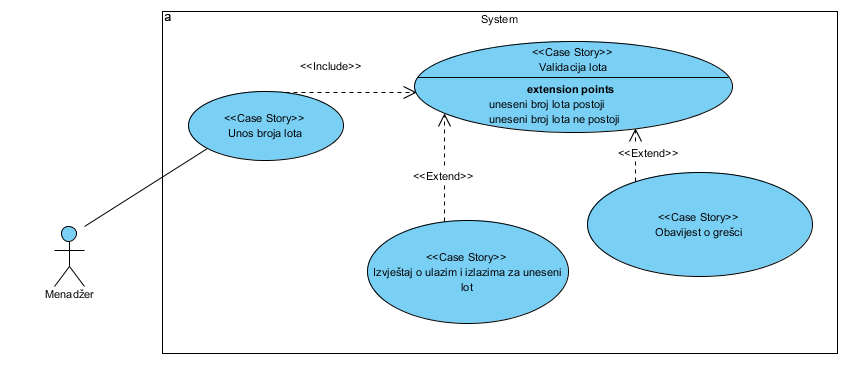 a
System
<<Include>>
<<Case Story>>
Validacija lota
extension points
uneseni broj lota postoji
uneseni broj lota ne postoji
<<Case Story>>
Unos broja lota
<<Extend>>
<<Extend>>
<<Case Story>>
Obavijest o grešci
<<Case Story>>
Izvještaj o ulazim i izlazima za uneseni
lot
Menadžer